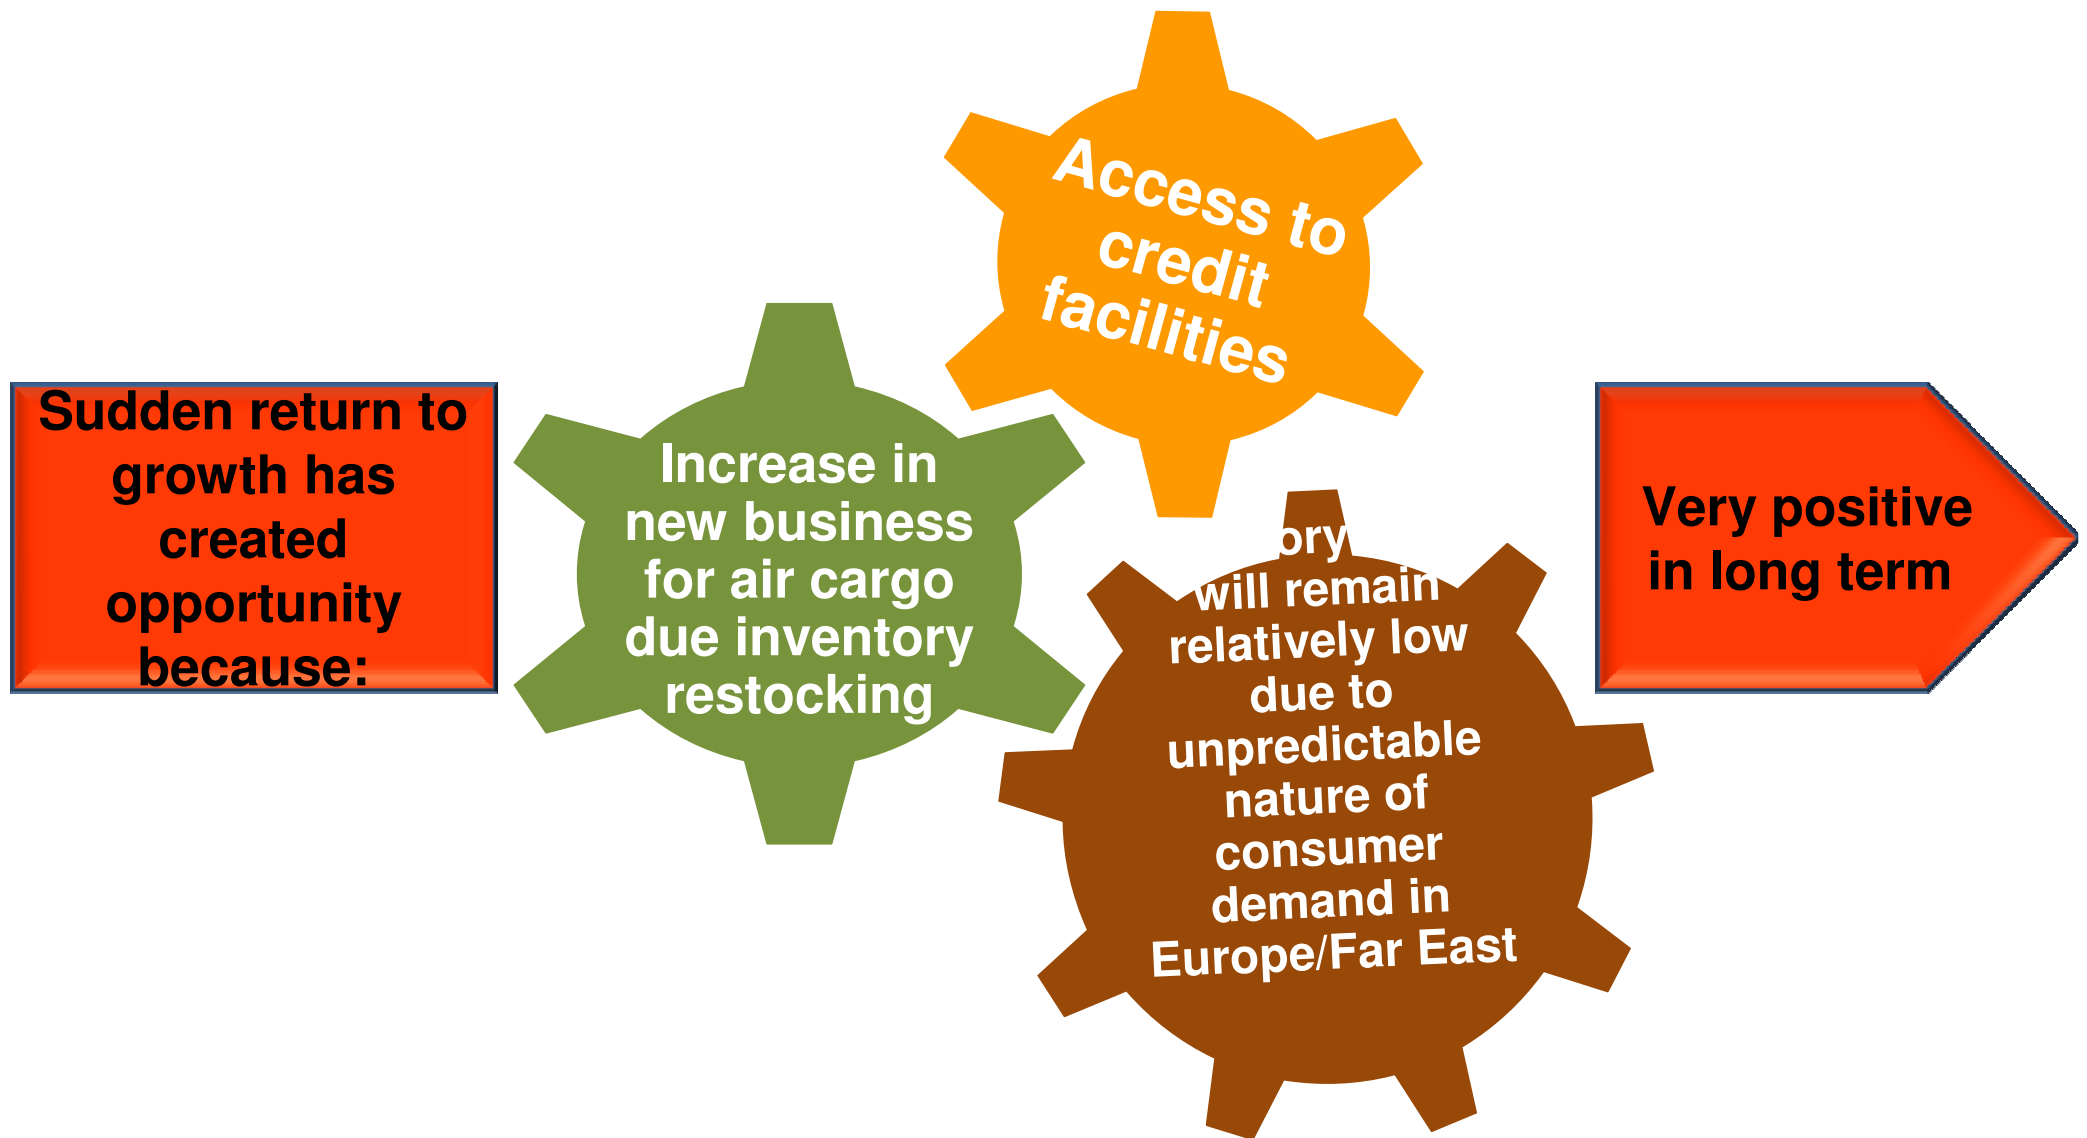 Sudden return to
growth has
created
opportunity
because:
Increase in
new business
for air cargo
due inventory
restocking
Access to
credit
facilities
ory
will remain
relatively low
due to
unpredictable
nature of
consumer
demand in
Europe/Far East
Very positive
in long term